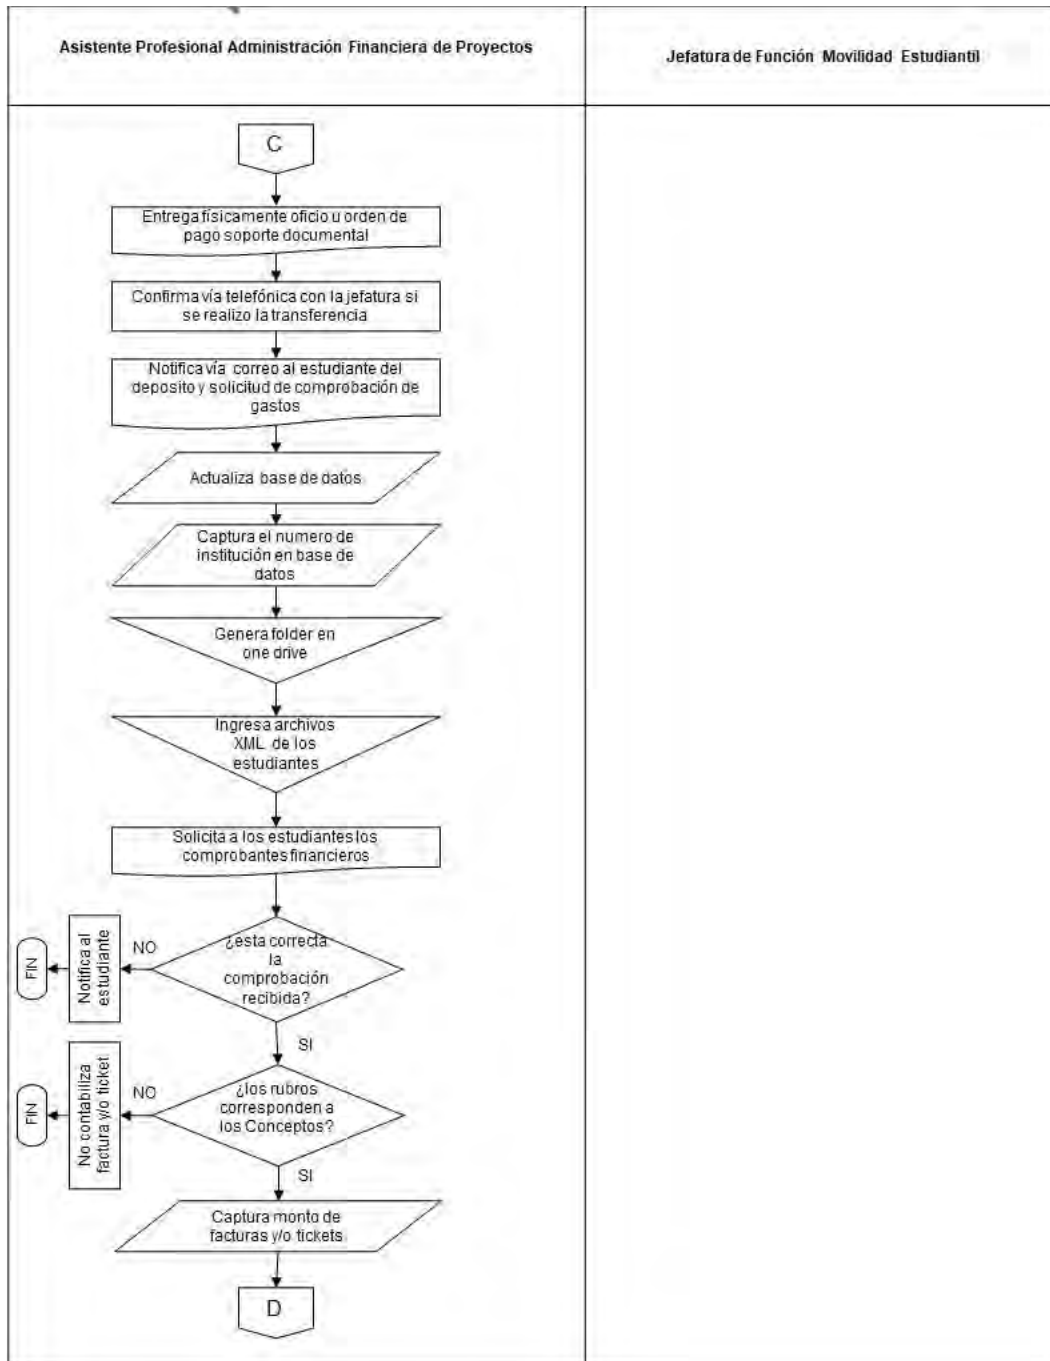 Asistente Profesional Administración Financiera de Proyectos
Jefatura de Función Movilidad Estudiantil
C
Entrega físicamente oficio u orden de
pago soporte documental
Confirma vía telefónica con la jefatura si
se realizo la transferencia
Notifica vía correo al estudiante del
deposito y solicitud de comprobación de
gastos
Actualiza base de datos
Captura el numero de
institución en base de
datos
Genera folder en
one drive
Ingresa archivos
XML de los
estudiantes
Solicita a los estudiantes los
comprobantes financieros
¿esta correcta
la
comprobación
recibida?
NO
Notifica al
estudiante
FIN
SI
¿los rubros
corresponden a
los Conceptos?
NO
No contabiliza
factura y/o ticket
FIN
SI
Captura monto de
facturas y/o tickets
D